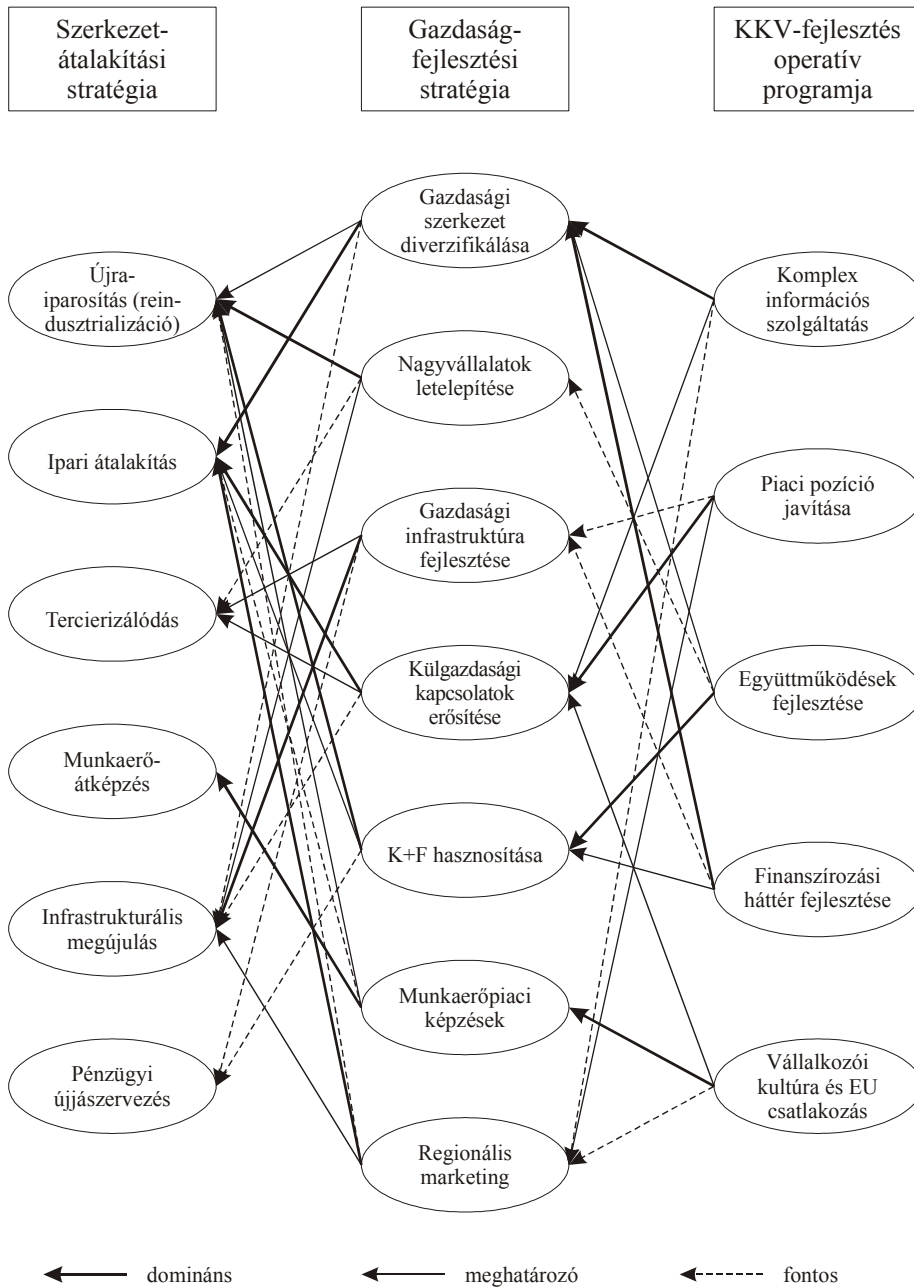 Szerkezet-
átalakítási
stratégia
Gazdaság-
fejlesztési
stratégia
KKV-fejlesztés
operatív
programja
Újra-
iparosítás (rein-
dusztrializáció)
Ipari átalakítás
Tercierizálódás
Munkaerő-
átképzés
Infrastrukturális
megújulás
Pénzügyi
újjászervezés
Gazdasági
szerkezet
diverzifikálása
Nagyvállalatok
letelepítése
Gazdasági
infrastruktúra
fejlesztése
Külgazdasági
kapcsolatok
erősítése
K+F hasznosítása
Munkaerőpiaci
képzések
Regionális
marketing
Komplex
információs
szolgáltatás
Piaci pozíció
javítása
Együttműködések
fejlesztése
Finanszírozási
háttér fejlesztése
Vállalkozói
kultúra és EU
csatlakozás
domináns
meghatározó
fontos